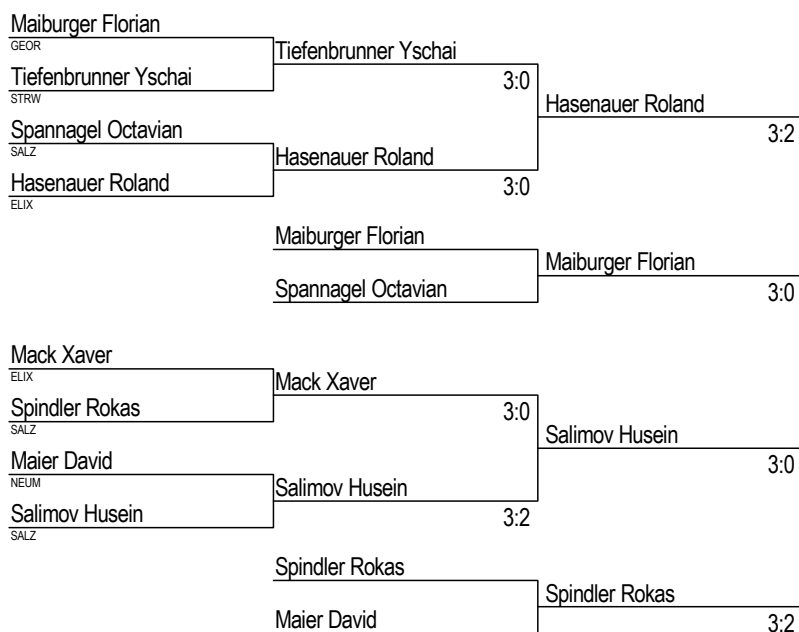 Maiburger Florian
GEOR
Tiefenbrunner Yschai
Tiefenbrunner Yschai
3:0
STRW
Hasenauer Roland
3:2
Spannagel Octavian
SALZ
Hasenauer Roland
Hasenauer Roland
3:0
ELIX
Maiburger Florian
Maiburger Florian
3:0
Spannagel Octavian
Mack Xaver
ELIX
Mack Xaver
Spindler Rokas
3:0
SALZ
Salimov Husein
3:0
Maier David
NEUM
Salimov Husein
Salimov Husein
3:2
SALZ
Spindler Rokas
Spindler Rokas
3:2
Maier David